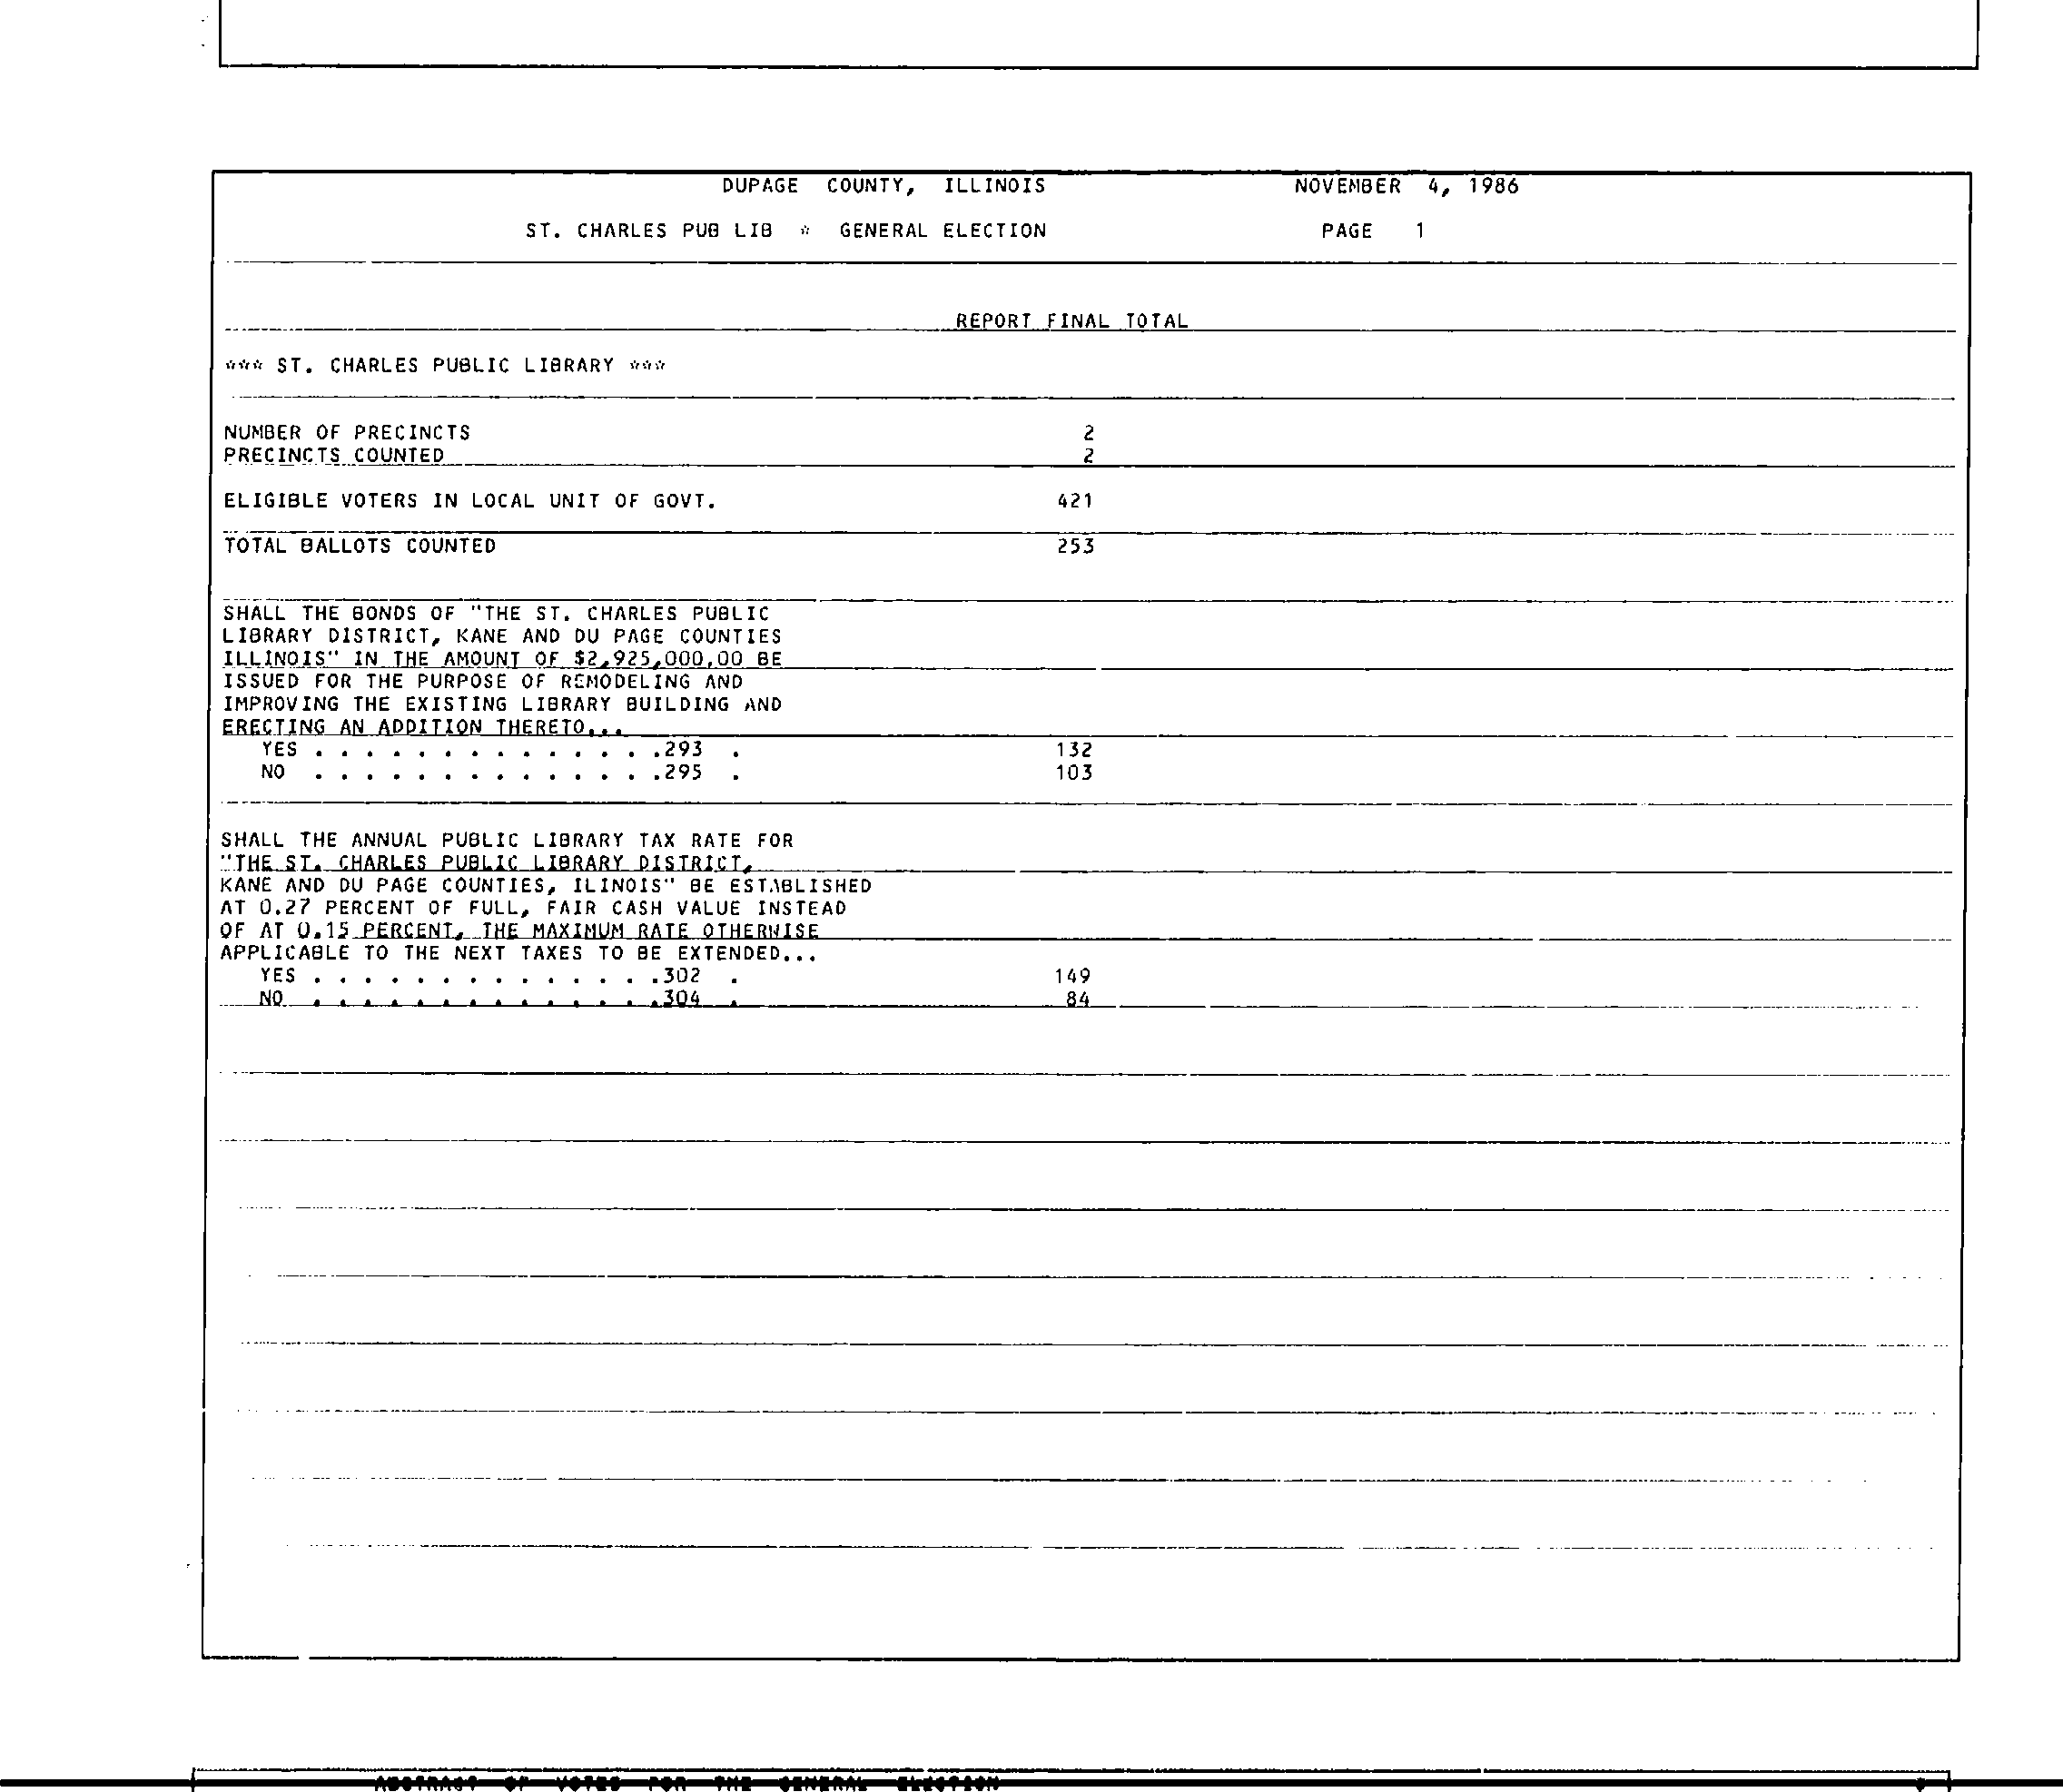 DUPAGE COUNTY, ILLINOIS NOVEMBER 4, 1986
ST. CHARLES PUB LIB * GENERAL ELECTION PAGE 1
REPORT FINAL TOTAL
*** ST. CHARLES PUBLIC LIBRARY ***
NUMBER OF PRECINCTS 2
PRECINCTS COUNTED 2
ELIGIBLE VOTERS IN LOCAL UNIT OF GOVT. 421
TOTAL BALLOTS COUNTED 253
SHALL THE BONDS OF "THE ST. CHARLES PUBLIC
LIBRARY DISTRICT, KANE AND DU PAGE COUNTIES
ILLINOIS" IN THE AMOUNT OF $2,925,000.00 BE
ISSUED FOR THE PURPOSE OF REMODELING AND
IMPROVING THE EXISTING LIBRARY BUILDING AND
ERECTING AN ADDITION THERETO...
YES . . . . . . . . . . . . . .293 . 132
NO . . . . . . . . . . . . . .295 . 103
SHALL THE ANNUAL PUBLIC LIBRARY TAX RATE FOR
"THE ST. CHARLES PUBLIC LIBRARY DISTRICT,
KANE AND DU PAGE COUNTIES, ILINOIS" BE ESTABLISHED
AT 0.27 PERCENT OF FULL, FAIR CASH VALUE INSTEAD
OF AT 0.15 PERCENT, THE MAXIMUM RATE OTHERWISE
APPLICABLE TO THE NEXT TAXES TO BE EXTENDED...
YES . . . . . . . . . . . . . .302 . 149
NO . . . . . . . . . . . . . .304 . 84
ABSTRACT OF VOTES FOR THE GENERAL ELECTION